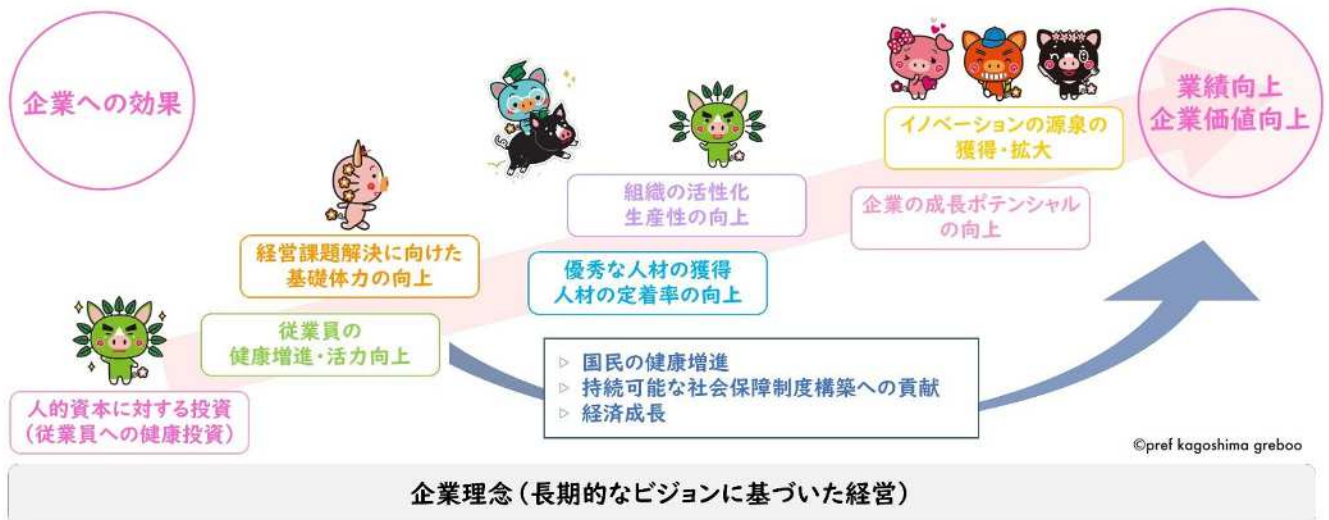 企業への効果
業績向上
企業価値向上
イノベーションの源泉の
獲得・拡大
組織の活性化
生産性の向上
企業の成長ポテンシャル
の向上
経営課題解決に向けた
基礎体力の向上
優秀な人材の獲得
人材の定着率の向上
従業員の
健康増進・活力向上
▷ 国民の健康増進
▷ 持続可能な社会保障制度構築への貢献
▷ 経済成長
人的資本に対する投資
(従業員への健康投資)
©pref kagoshima greboo
企業理念(長期的なビジョンに基づいた経営)